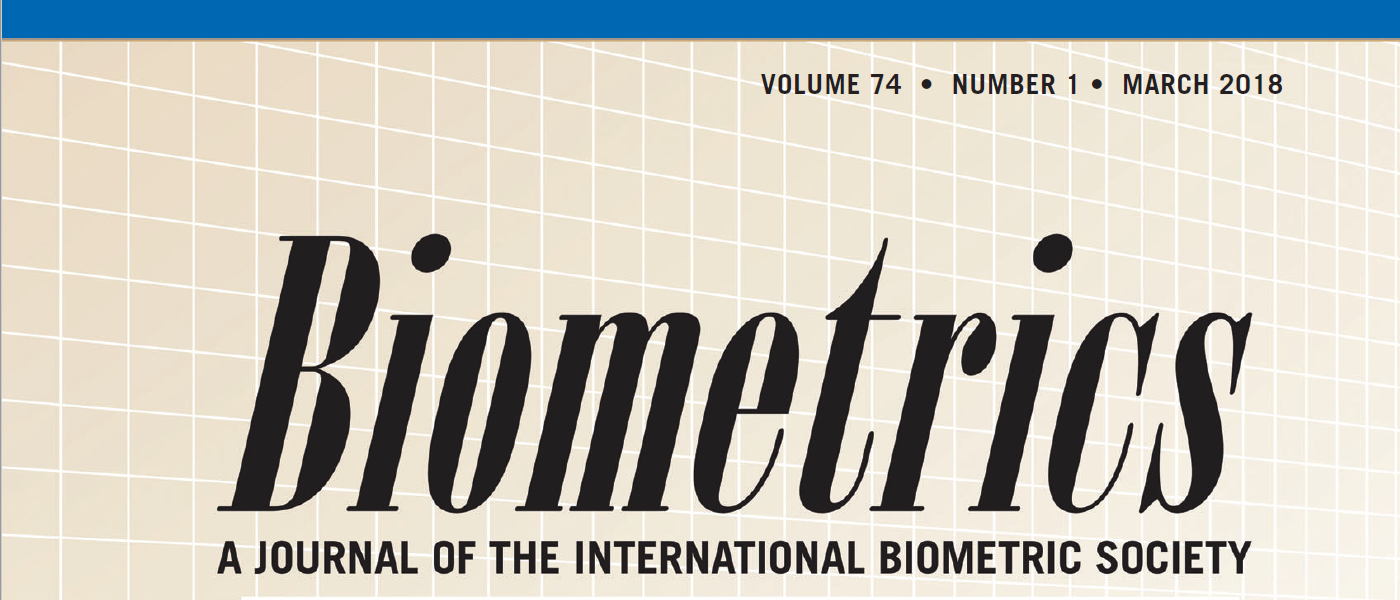 VOLUME 74 • NUMBER 1 • MARCH 2018
Biometrics
A JOURNAL OF THE INTERNATIONAL BIOMETRIC SOCIETY